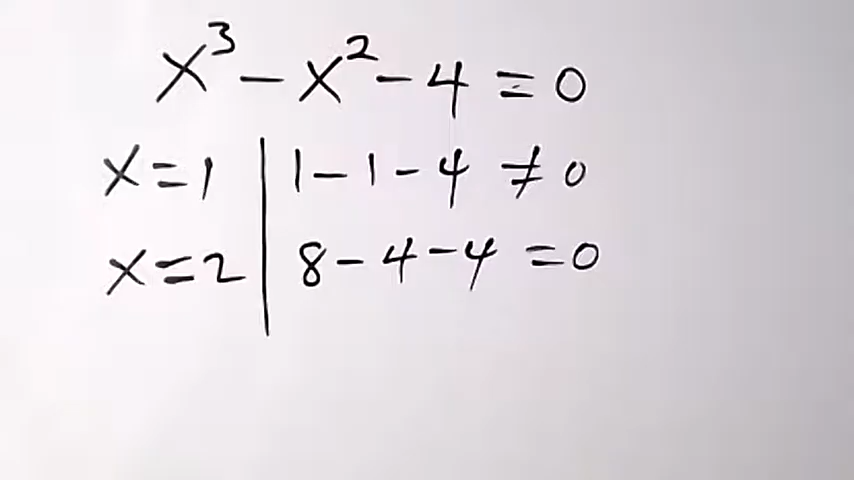 x³ - x² - 4 = 0
x = 1 | 1 - 1 - 4 ≠ 0
x = 2 | 8 - 4 - 4 = 0